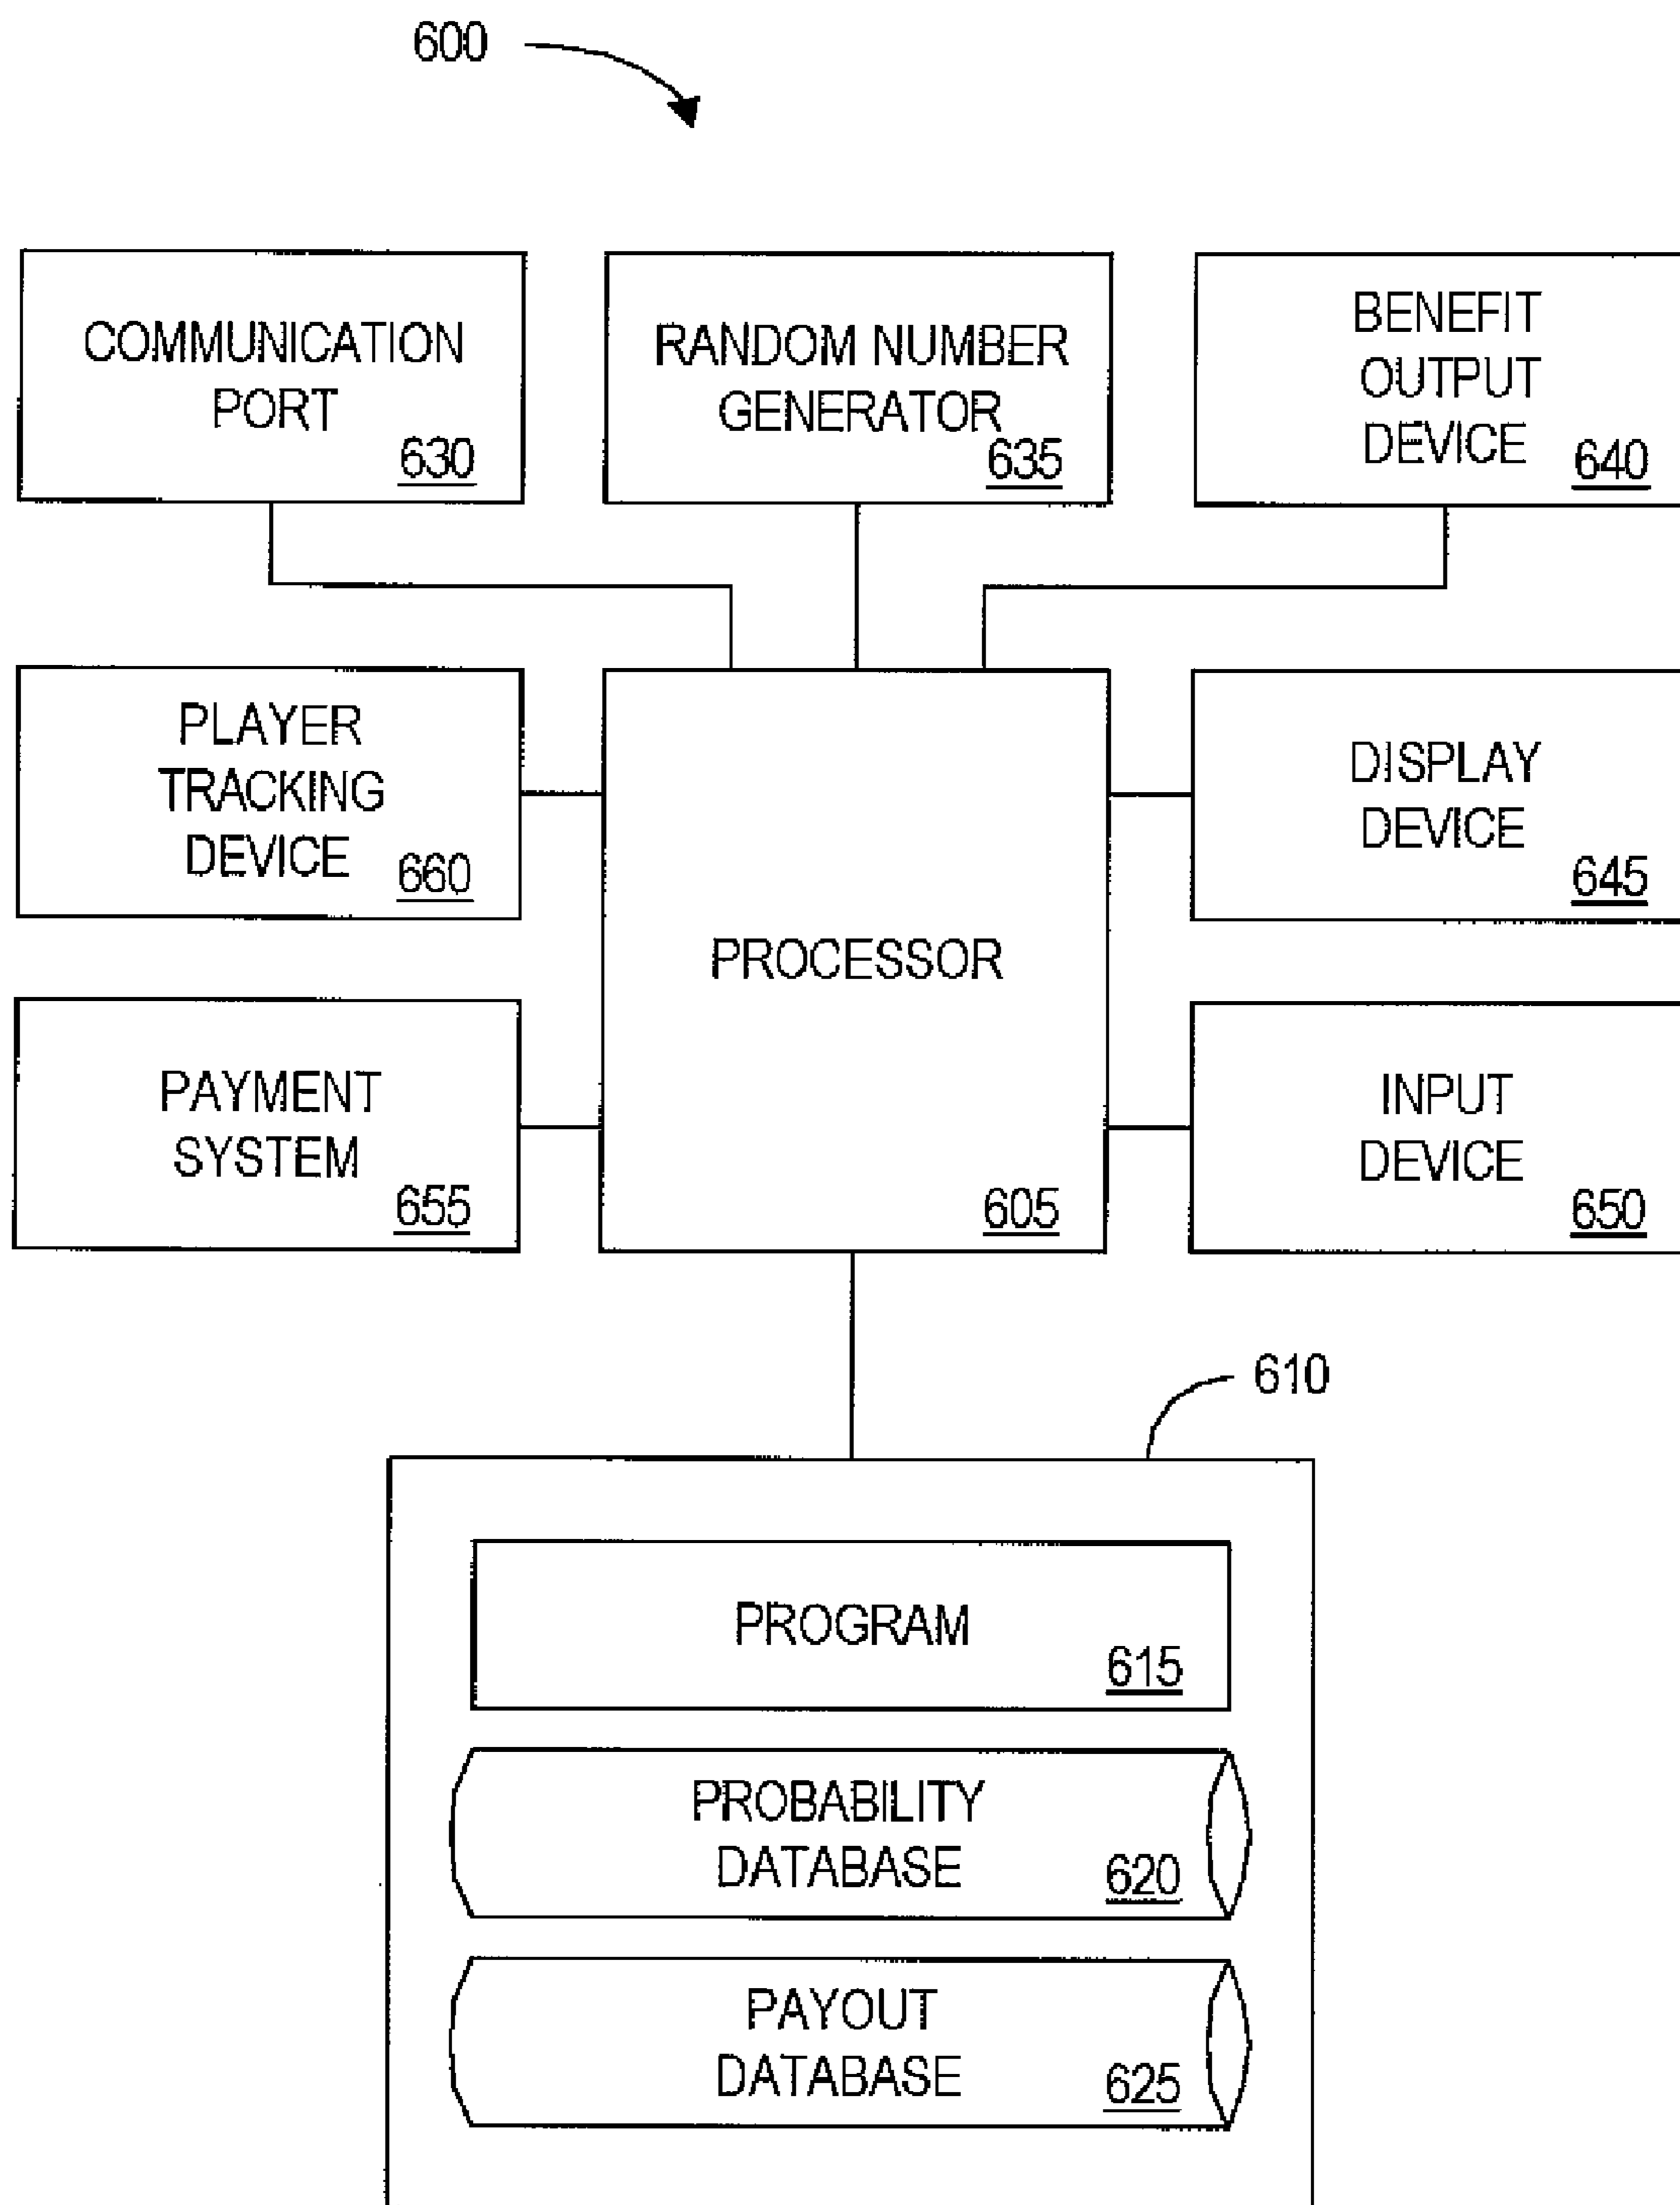 600
COMMUNICATION
PORT
630
RANDOM NUMBER
GENERATOR
635
BENEFIT
OUTPUT
DEVICE
640
PLAYER
TRACKING
DEVICE
660
PROCESSOR
605
DISPLAY
DEVICE
645
PAYMENT
SYSTEM
655
INPUT
DEVICE
650
610
PROGRAM
615
PROBABILITY
DATABASE
620
PAYOUT
DATABASE
625